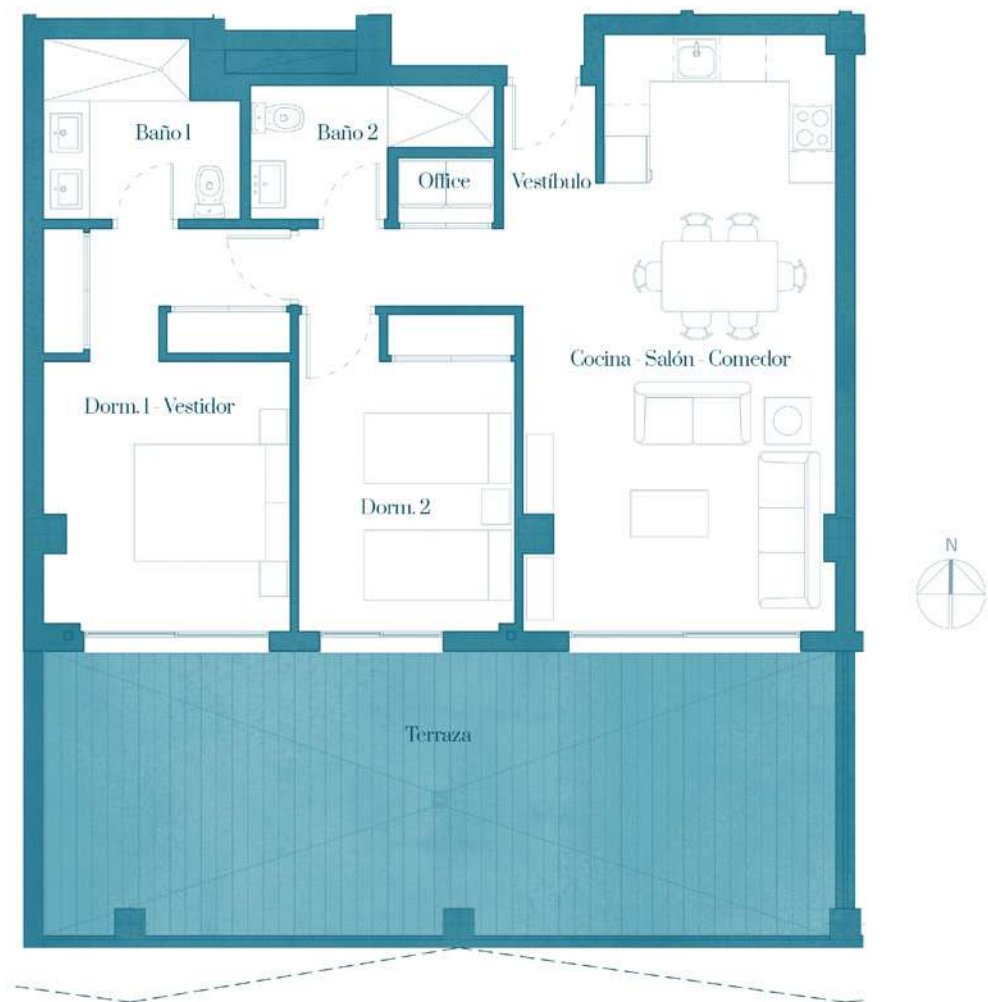 Baño 1
Baño 2
Office
Vestíbulo
Cocina - Salón - Comedor
Dorm. 1 - Vestidor
Dorm. 2
N
Terraza